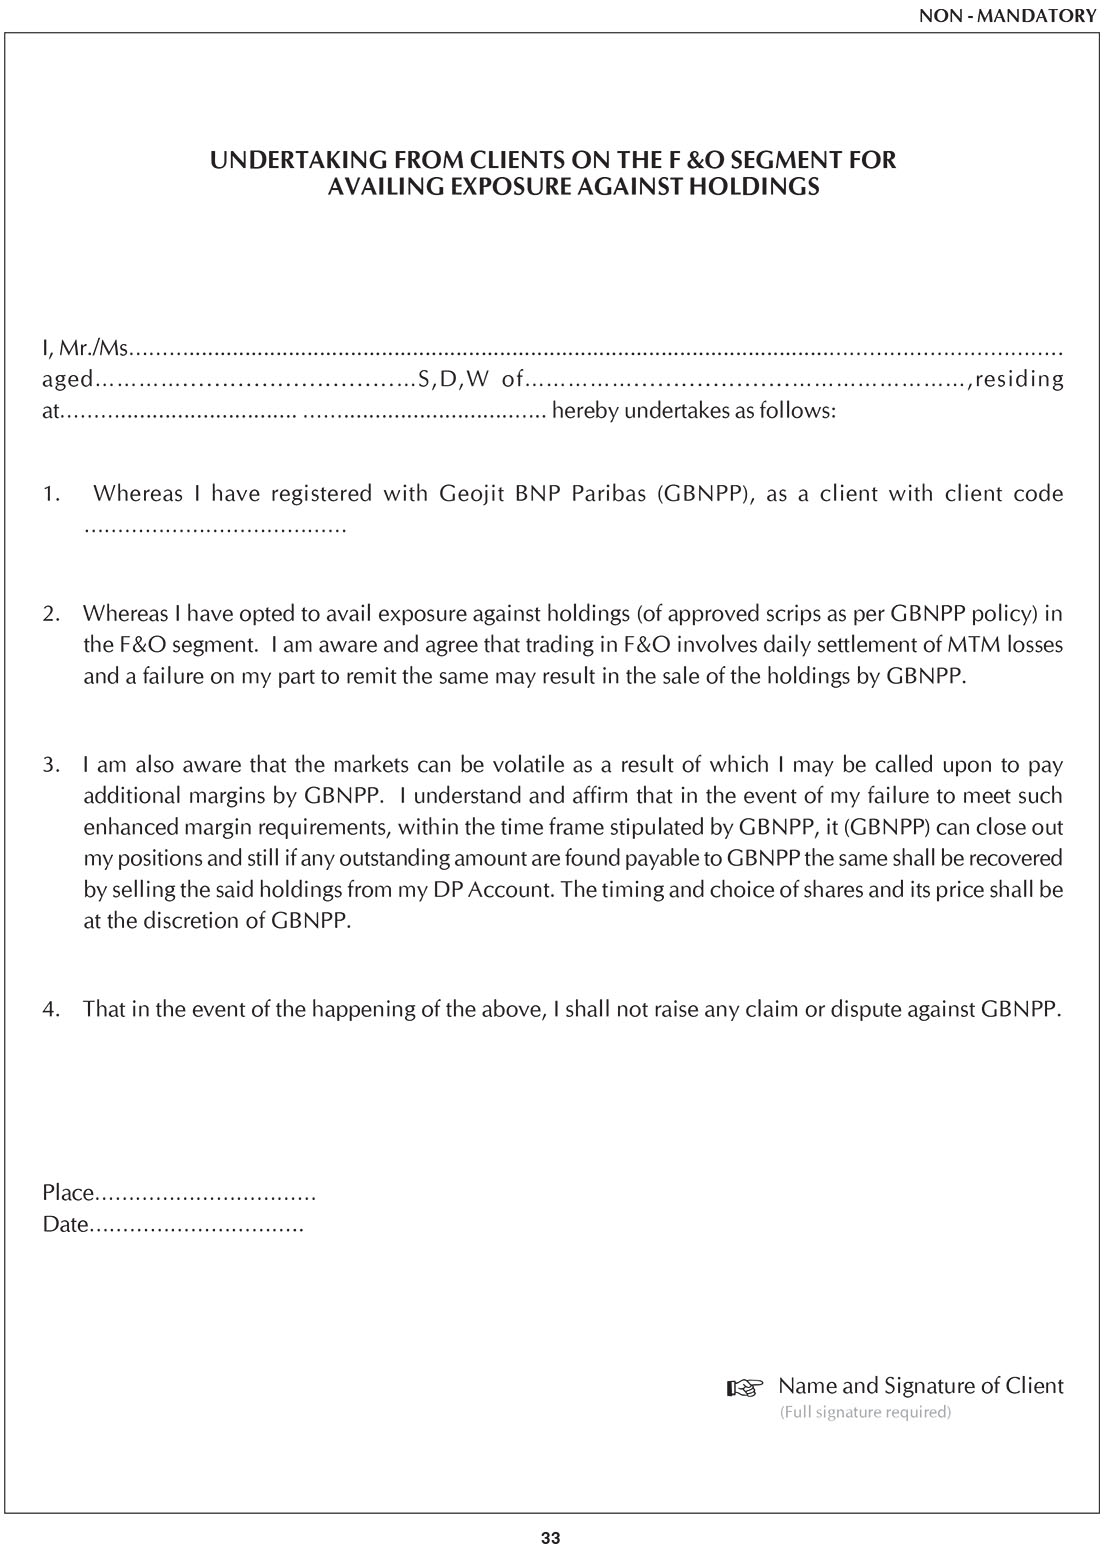 NON - MANDATORY
UNDERTAKING FROM CLIENTS ON THE F &O SEGMENT FOR
AVAILING EXPOSURE AGAINST HOLDINGS
I, Mr./Ms..........................................................................................................................................
aged.............................................S,D,W of.......................................................,residing
at...................................... ....................................... hereby undertakes as follows:
1. Whereas I have registered with Geojit BNP Paribas (GBNPP), as a client with client code
.......................................
2. Whereas I have opted to avail exposure against holdings (of approved scrips as per GBNPP policy) in
the F&O segment. I am aware and agree that trading in F&O involves daily settlement of MTM losses
and a failure on my part to remit the same may result in the sale of the holdings by GBNPP.
3. I am also aware that the markets can be volatile as a result of which I may be called upon to pay
additional margins by GBNPP. I understand and affirm that in the event of my failure to meet such
enhanced margin requirements, within the time frame stipulated by GBNPP, it (GBNPP) can close out
my positions and still if any outstanding amount are found payable to GBNPP the same shall be recovered
by selling the said holdings from my DP Account. The timing and choice of shares and its price shall be
at the discretion of GBNPP.
4. That in the event of the happening of the above, I shall not raise any claim or dispute against GBNPP.
Place.................................
Date................................
Name and Signature of Client
(Full signature required)
33